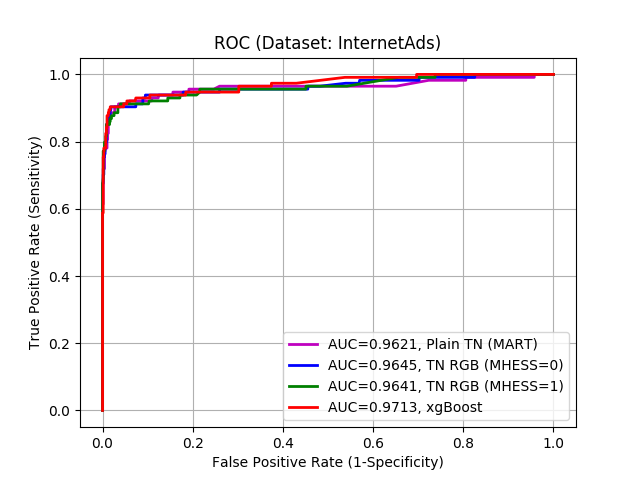 ROC (Dataset: InternetAds)
True Positive Rate (Sensitivity)
1.0
0.8
0.6
0.4
0.2
0.0
AUC=0.9621, Plain TN (MART)
AUC=0.9645, TN RGB (MHESS=0)
AUC=0.9641, TN RGB (MHESS=1)
AUC=0.9713, xgBoost
0.0 0.2 0.4 0.6 0.8 1.0
False Positive Rate (1-Specificity)